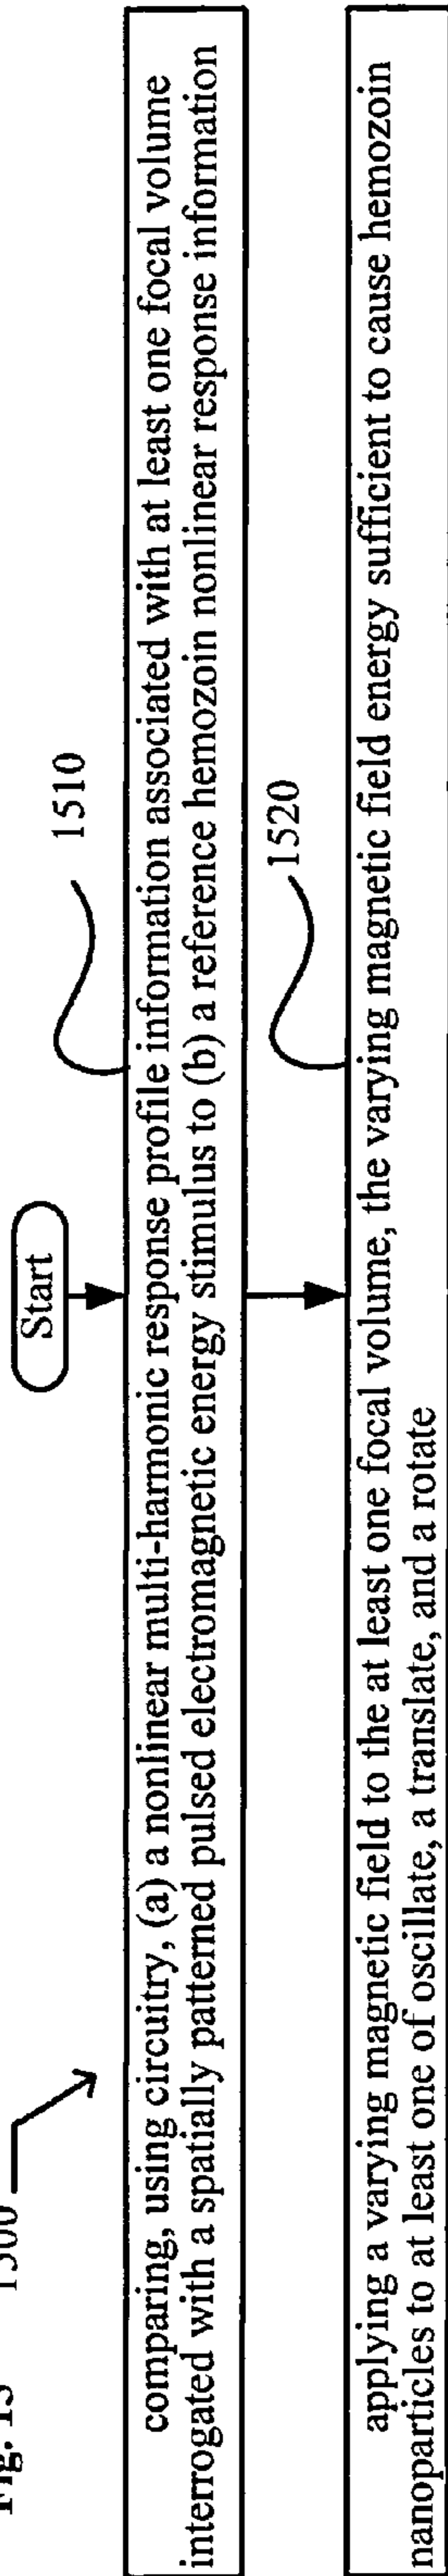 Fig. 15
1500
Start
1510
comparing, using circuitry, (a) a nonlinear multi-harmonic response profile information associated with at least one focal volume
interrogated with a spatially patterned pulsed electromagnetic energy stimulus to (b) a reference hemozoin nonlinear response information
1520
applying a varying magnetic field to the at least one focal volume, the varying magnetic field energy sufficient to cause hemozoin
nanoparticles to at least one of oscillate, a translate, and a rotate